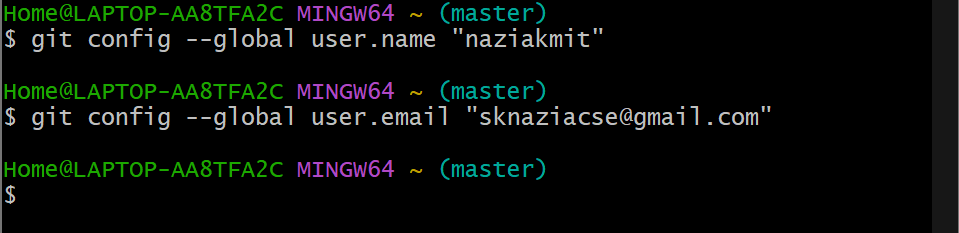 Home@LAPTOP-AA8TFA2C MINGW64 ~ (master)
$ git config --global user.name "naziakmit"
Home@LAPTOP-AA8TFA2C MINGW64 ~ (master)
$ git config --global user.email "sknaziacse@gmail.com"
Home@LAPTOP-AA8TFA2C MINGW64 ~ (master)
$